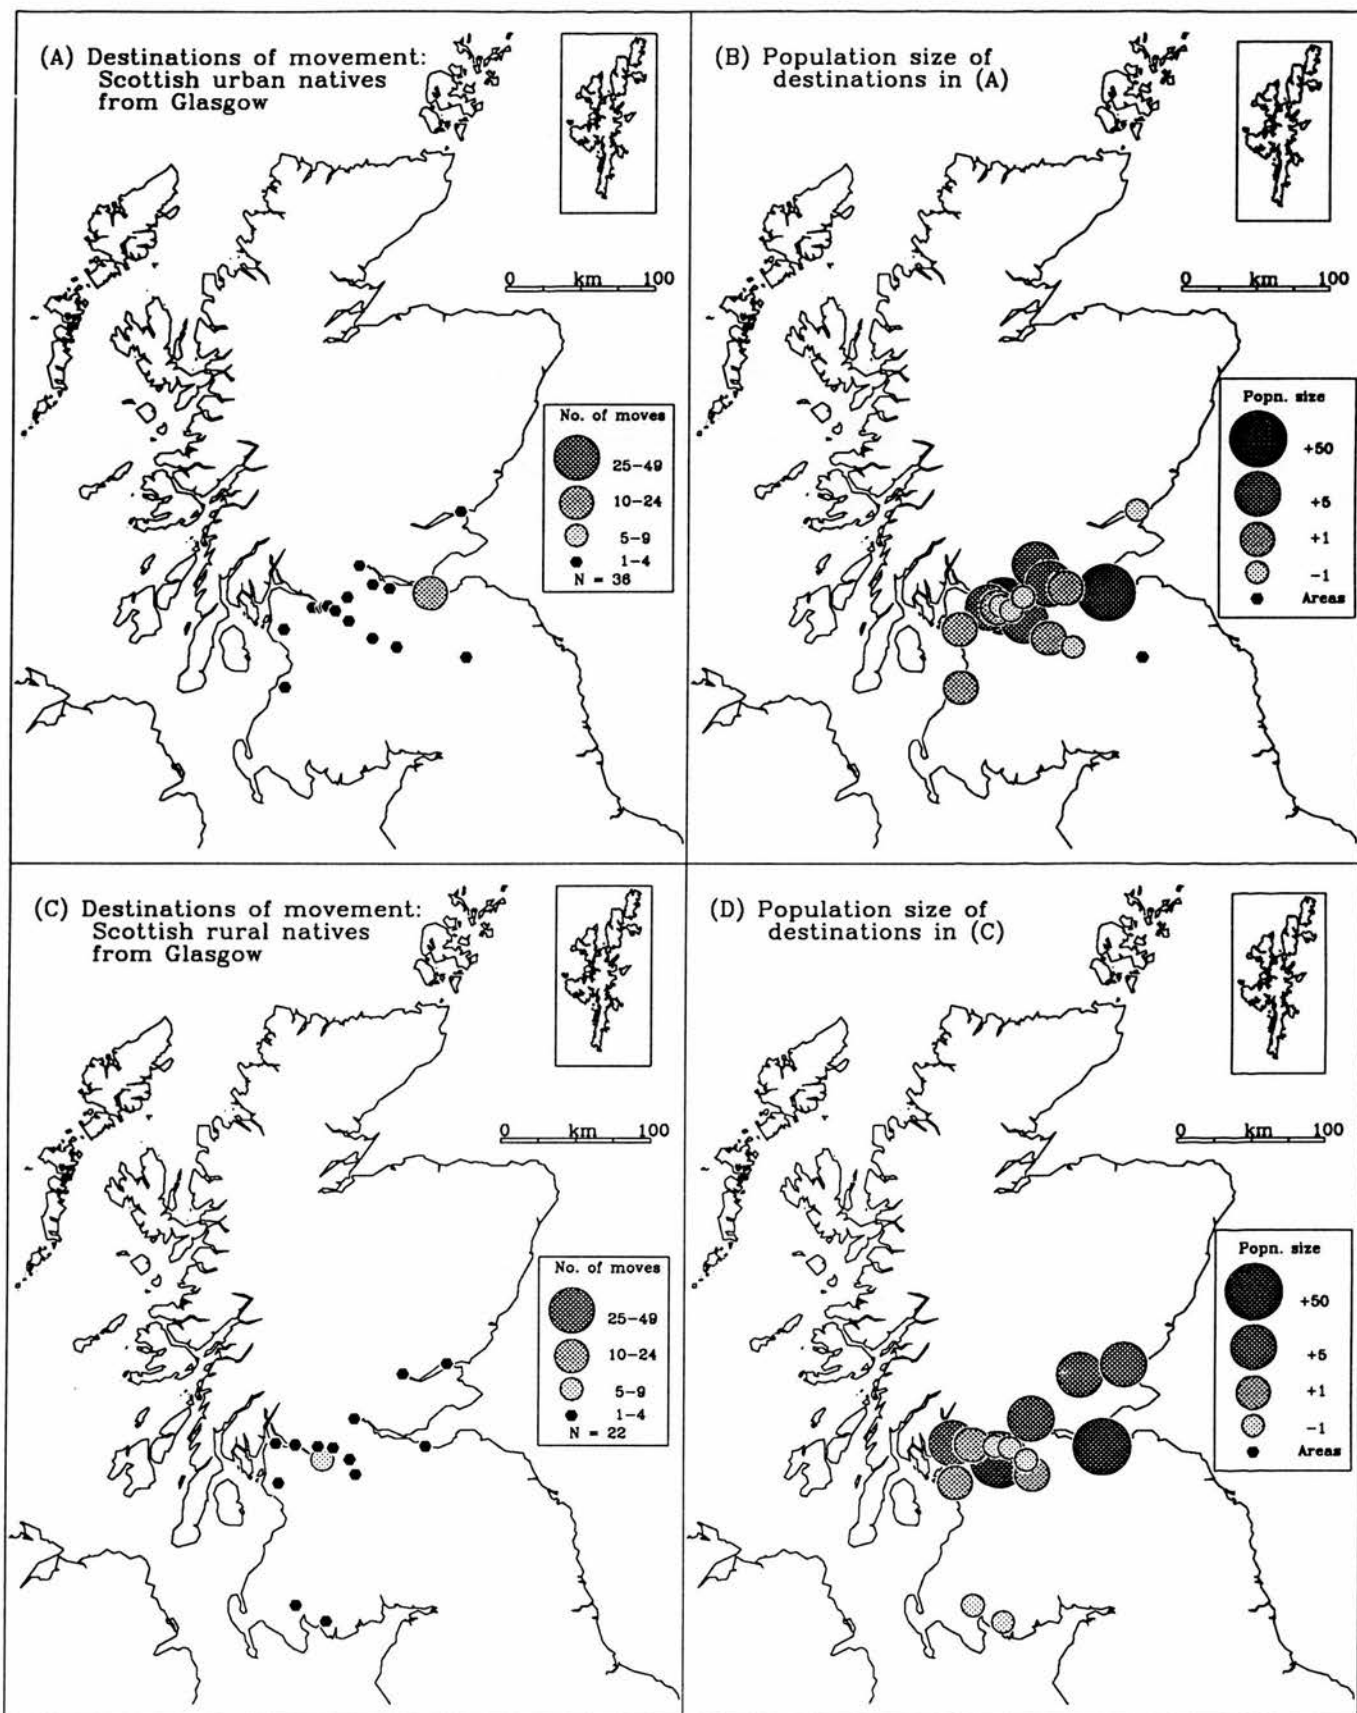 (A) Destinations of movement:
Scottish urban natives
from Glasgow
0 km 100
No. of moves
25-49
10-24
5-9
1-4
N = 36
(B) Population size of
destinations in (A)
0 km 100
Popn. size
+50
+5
+1
-1
Areas
(C) Destinations of movement:
Scottish rural natives
from Glasgow
0 km 100
No. of moves
25-49
10-24
5-9
1-4
N = 22
(D) Population size of
destinations in (C)
0 km 100
Popn. size
+50
+5
+1
-1
Areas